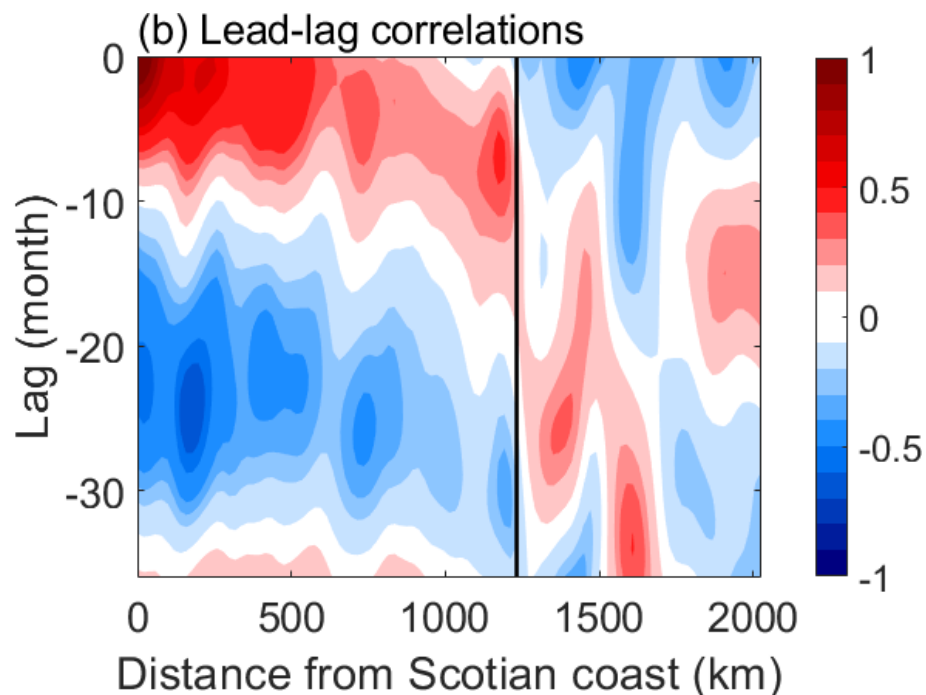 (b) Lead-lag correlations
0
-10
-20
-30
Lag (month)
0 500 1000 1500 2000
Distance from Scotian coast (km)
1
0.5
0
-0.5
-1